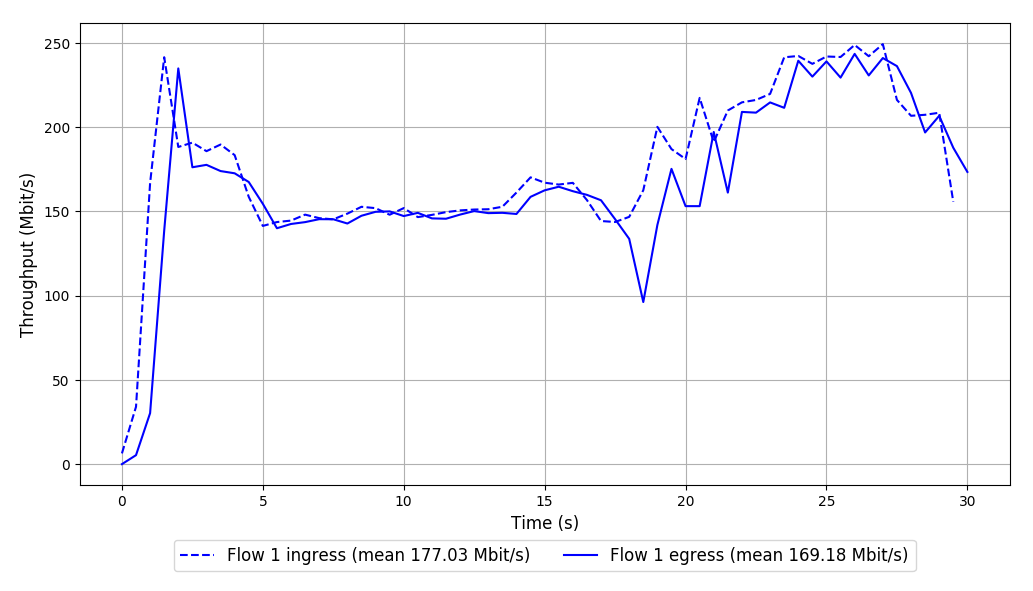 250
200
150
100
50
0
Throughput (Mbit/s)
0 5 10 15 20 25 30
Time (s)
Flow 1 ingress (mean 177.03 Mbit/s) Flow 1 egress (mean 169.18 Mbit/s)